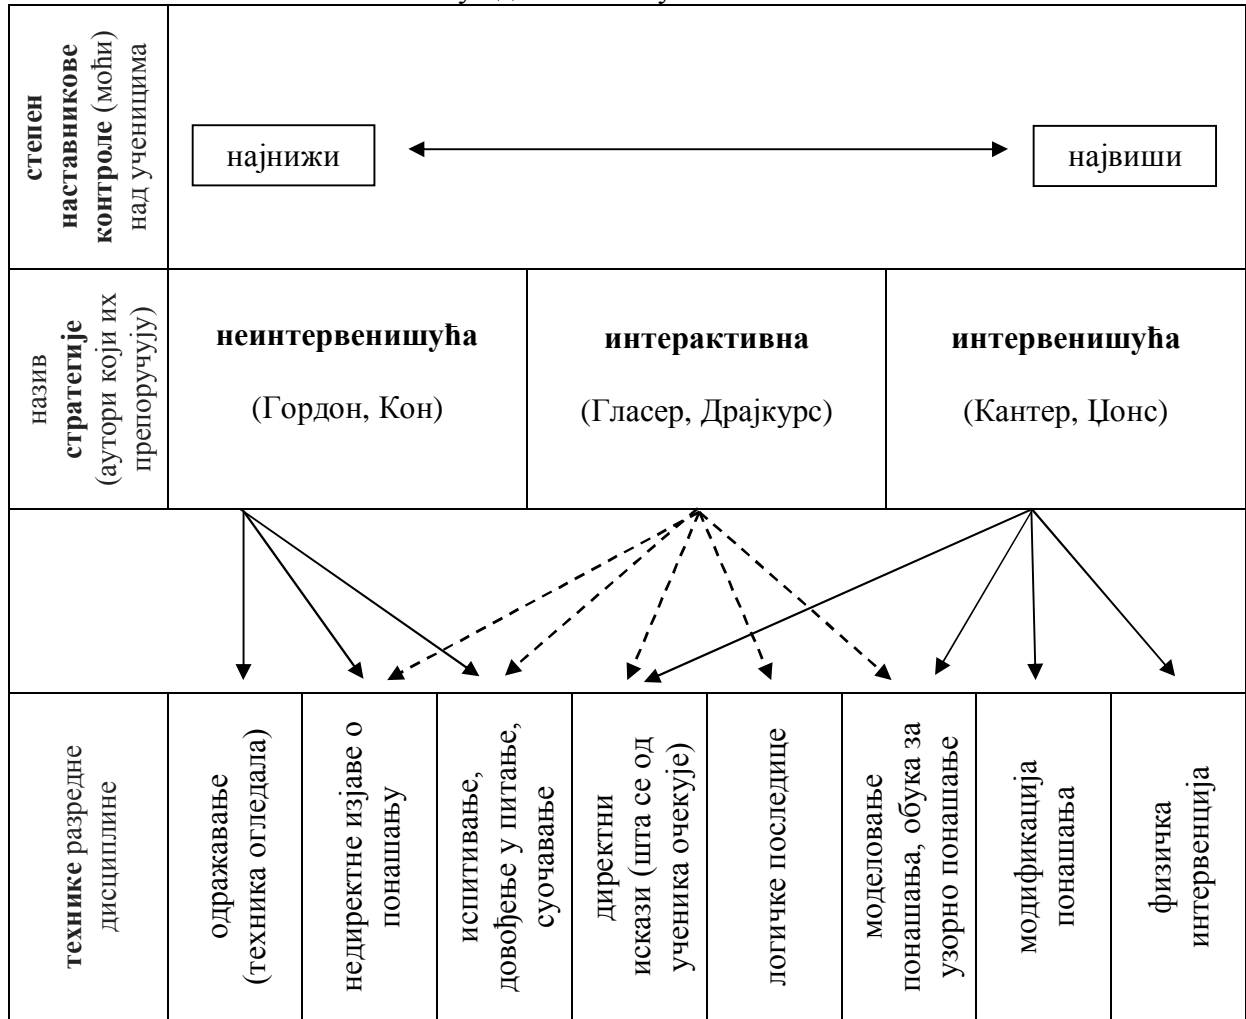 степен
наставникове
контроле (моћи)
над ученицима
најнижи
највиши
назив
стратегије
(аутори који их
препоручују)
неинтервенишућа
(Гордон, Кон)
интерактивна
(Гласер, Драјкурс)
интервенишућа
(Кантер, Џонс)
технике разредне
дисциплине
одражавање
(техника огледала)
недиректне изјаве о
понашању
испитивање,
довођење у питање,
суочавање
директни
искази (шта се од
ученика очекује)
логичке последице
моделовање
понашања, обука за
узорно понашање
модификација
понашања
физичка
интервенција